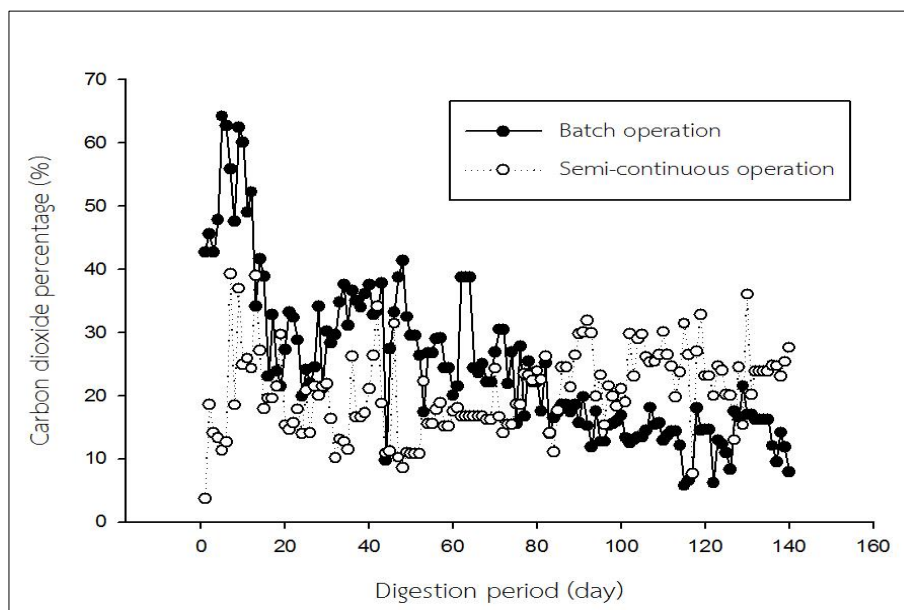 70
60
50
40
30
20
10
0
Carbon dioxide percentage (%)
Batch operation
Semi-continuous operation
0 20 40 60 80 100 120 140 160
Digestion period (day)